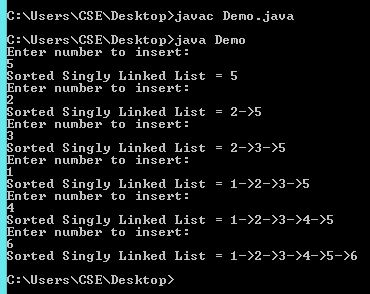 C:\Users\CSE\Desktop>javac Demo.java
C:\Users\CSE\Desktop>java Demo
Enter number to insert:
5
Sorted Singly Linked List = 5
Enter number to insert:
2
Sorted Singly Linked List = 2->5
Enter number to insert:
3
Sorted Singly Linked List = 2->3->5
Enter number to insert:
1
Sorted Singly Linked List = 1->2->3->5
Enter number to insert:
4
Sorted Singly Linked List = 1->2->3->4->5
Enter number to insert:
6
Sorted Singly Linked List = 1->2->3->4->5->6
C:\Users\CSE\Desktop>